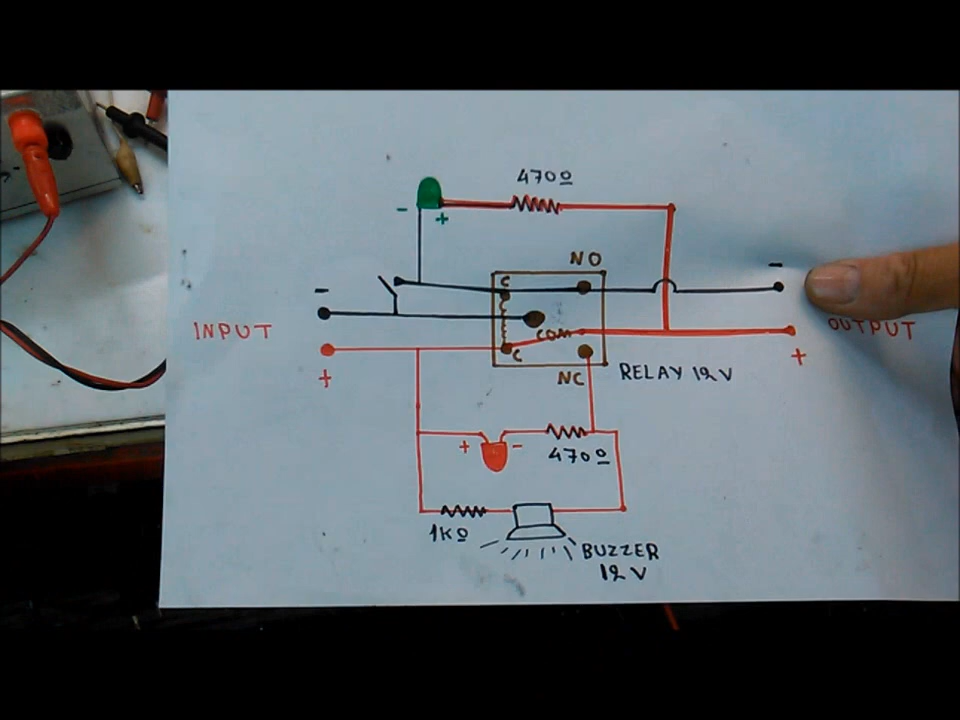 470Ω
- +
NO
C
- -
INPUT COM OUTPUT
C
+ +
NC RELAY 12V
+ -
470Ω
1KΩ
BUZZER
12V